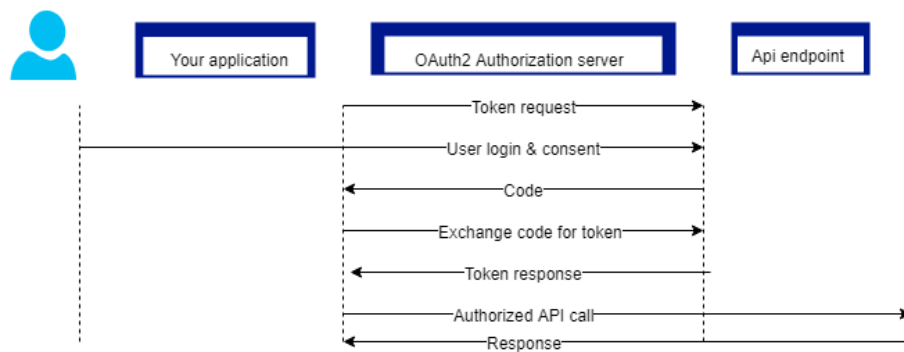 Your application
OAuth2 Authorization server
Api endpoint
Token request
User login & consent
Code
Exchange code for token
Token response
Authorized API call
Response